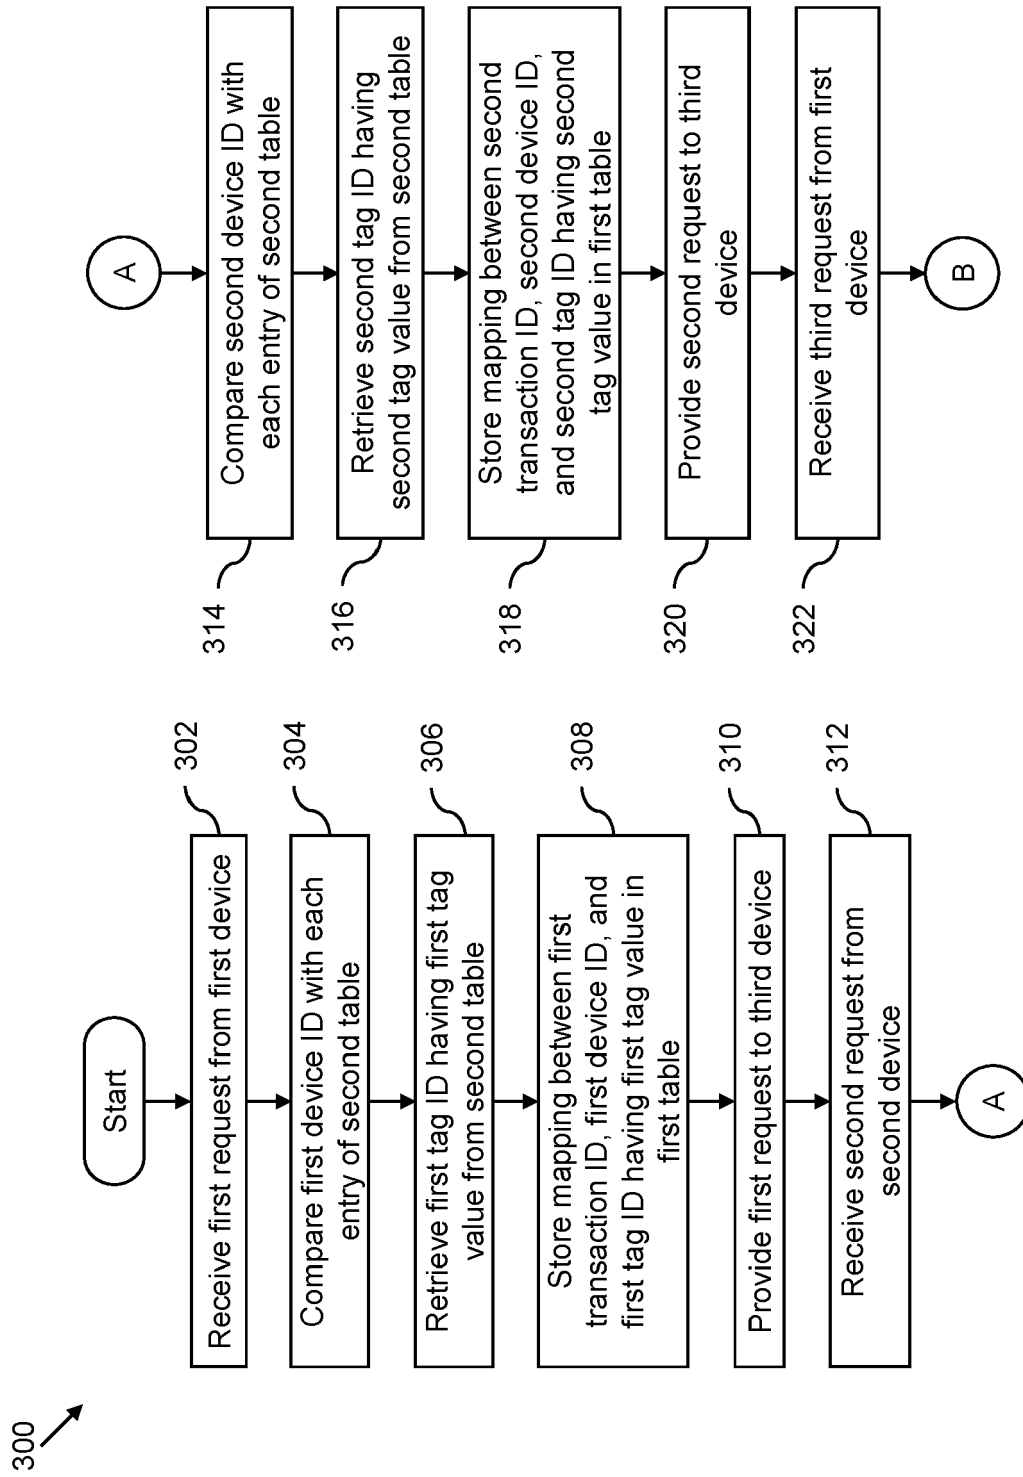 300
Start
Receive first request from first device
302
Compare first device ID with each
entry of second table
304
Retrieve first tag ID having first tag
value from second table
306
Store mapping between first
transaction ID, first device ID, and
first tag ID having first tag value in
first table
308
Provide first request to third device
310
Receive second request from
second device
312
A
A
Compare second device ID with
each entry of second table
314
Retrieve second tag ID having
second tag value from second table
316
Store mapping between second
transaction ID, second device ID,
and second tag ID having second
tag value in first table
318
Provide second request to third
device
320
Receive third request from first
device
322
B